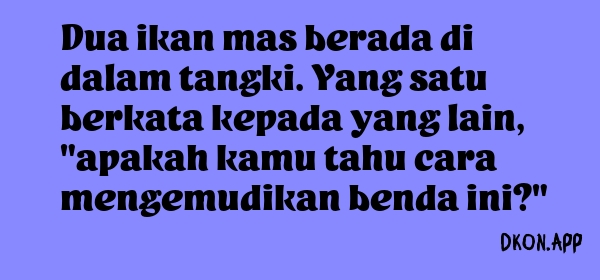 Dua ikan mas berada di
dalam tangki. Yang satu
berkata kepada yang lain,
"apakah kamu tahu cara
mengemudikan benda ini?"
DKON.APP